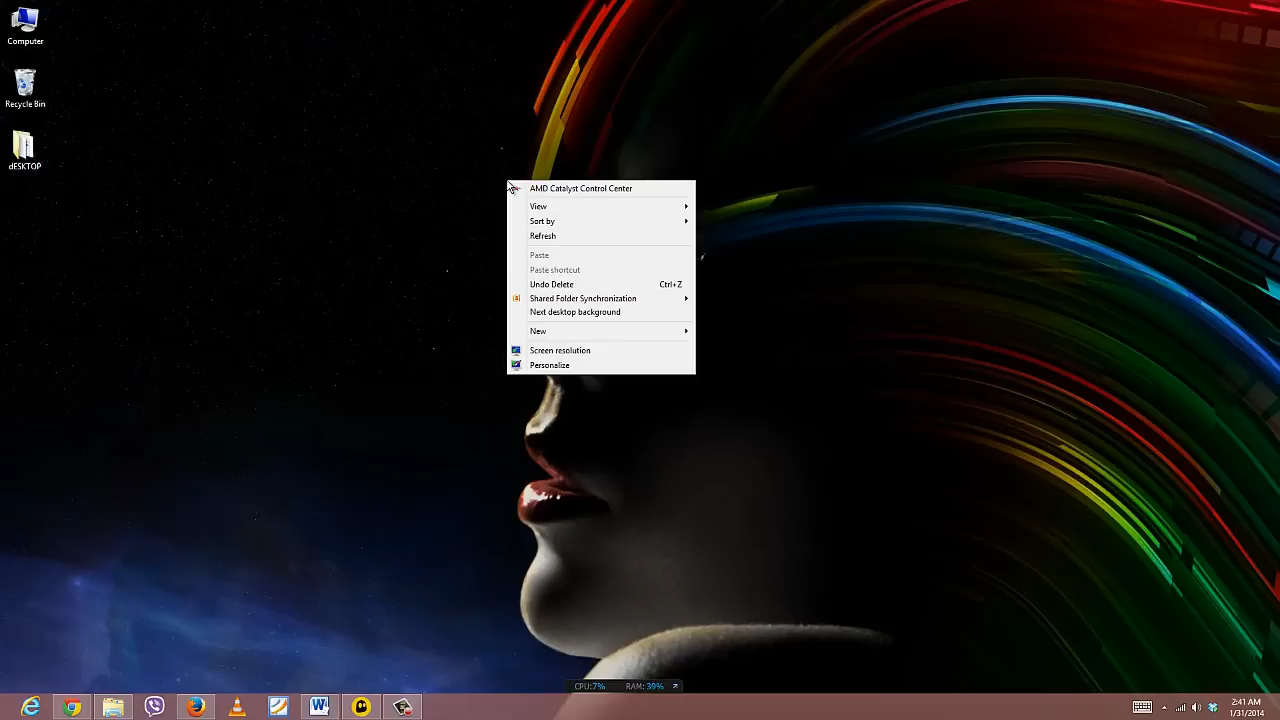 Computer
Recycle Bin
dESKTOP
AMD Catalyst Control Center
View
Sort by
Refresh
Paste
Paste shortcut
Undo Delete Ctrl+Z
Shared Folder Synchronization
Next desktop background
New
Screen resolution
Personalize
CPU:7% RAM: 39%
2:41 AM
1/31/2014